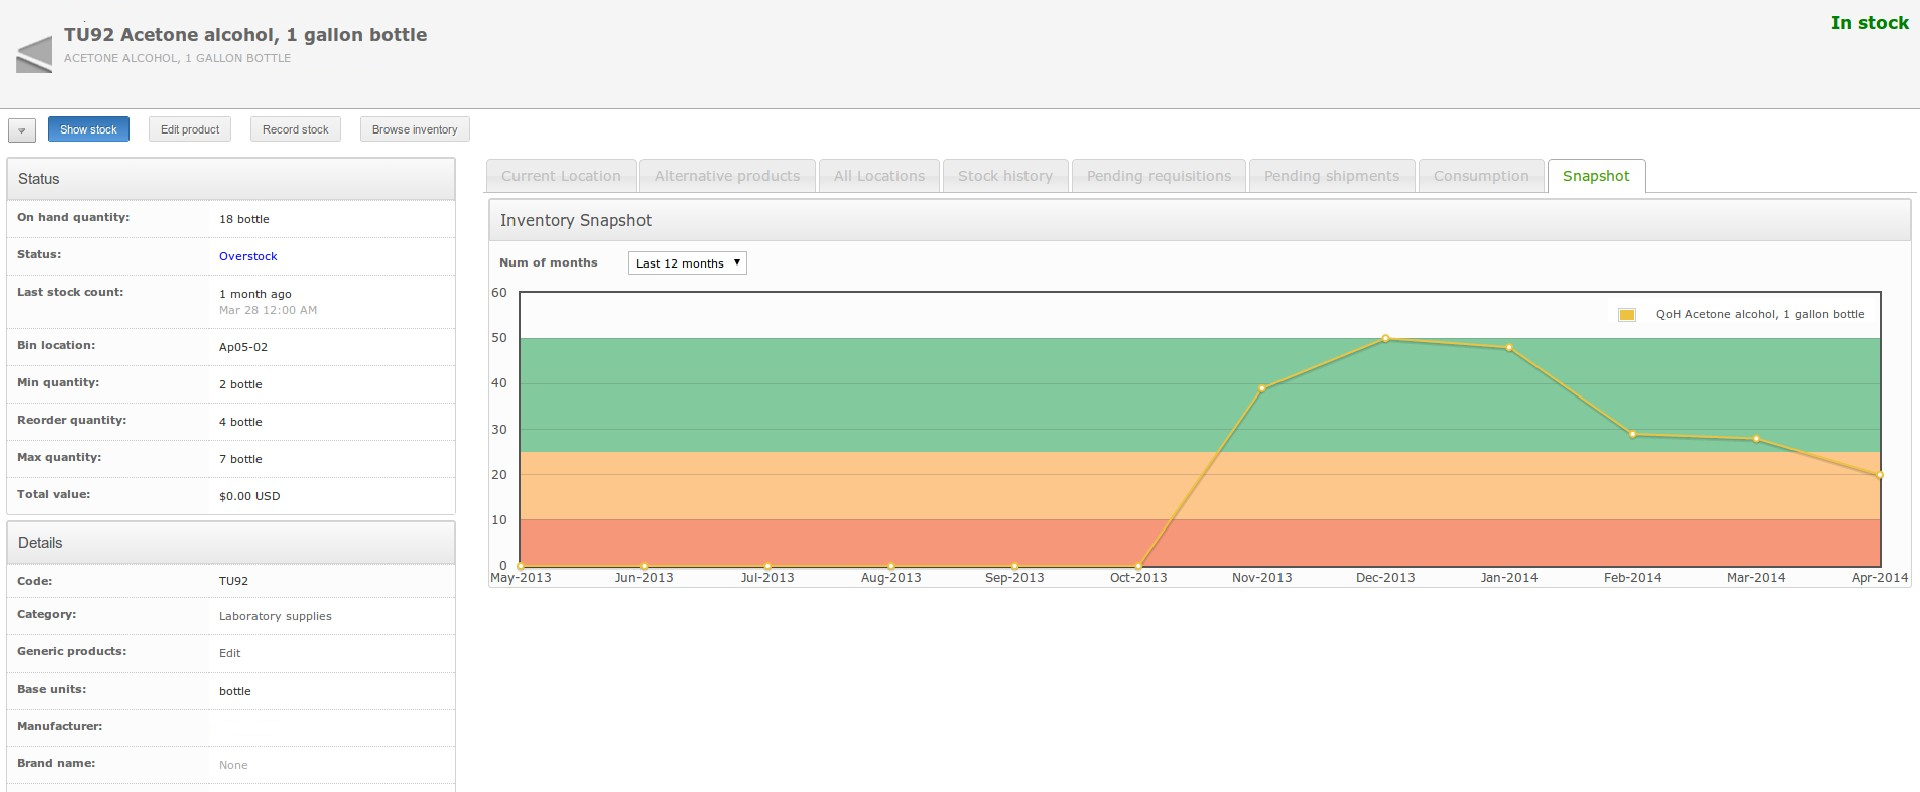 TU92 Acetone alcohol, 1 gallon bottle
ACETONE ALCOHOL, 1 GALLON BOTTLE
In stock
Show stock
Edit product
Record stock
Browse inventory
Status
On hand quantity: 18 bottle
Status: Overstock
Last stock count: 1 month ago
Mar 28 12:00 AM
Bin location: Ap05-02
Min quantity: 2 bottle
Reorder quantity: 4 bottle
Max quantity: 7 bottle
Total value: $0.00 USD
Details
Code: TU92
Category: Laboratory supplies
Generic products: Edit
Base units: bottle
Manufacturer:
Brand name: None
Current Location
Alternative products
All Locations
Stock history
Pending requisitions
Pending shipments
Consumption
Snapshot
Inventory Snapshot
Num of months Last 12 months
60
50
40
30
20
10
0
QoH Acetone alcohol, 1 gallon bottle
May-2013 Jun-2013 Jul-2013 Aug-2013 Sep-2013 Oct-2013 Nov-2013 Dec-2013 Jan-2014 Feb-2014 Mar-2014 Apr-2014